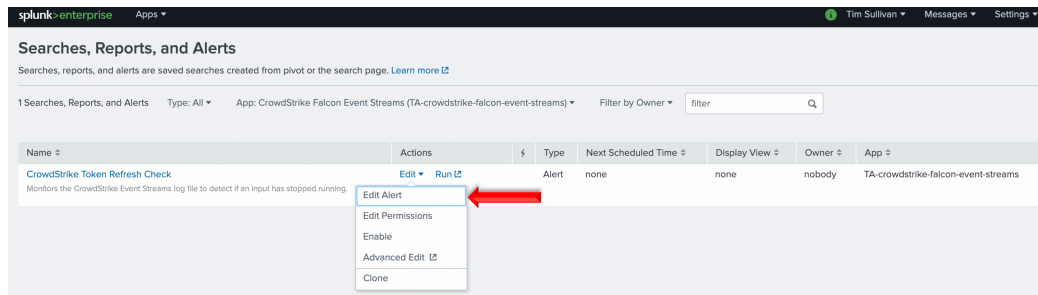 splunk>enterprise Apps ▾ i Tim Sullivan ▾ Messages ▾ Settings ▾
Searches, Reports, and Alerts
Searches, reports, and alerts are saved searches created from pivot or the search page. Learn more
1 Searches, Reports, and Alerts Type: All ▾ App: CrowdStrike Falcon Event Streams (TA-crowdstrike-falcon-event-streams) ▾ Filter by Owner ▾ filter
Name Actions Type Next Scheduled Time Display View Owner App
CrowdStrike Token Refresh Check Edit ▾ Run Alert none none nobody TA-crowdstrike-falcon-event-streams
Monitors the CrowdStrike Event Streams log file to detect if an input has stopped running.
Edit Alert
Edit Permissions
Enable
Advanced Edit
Clone